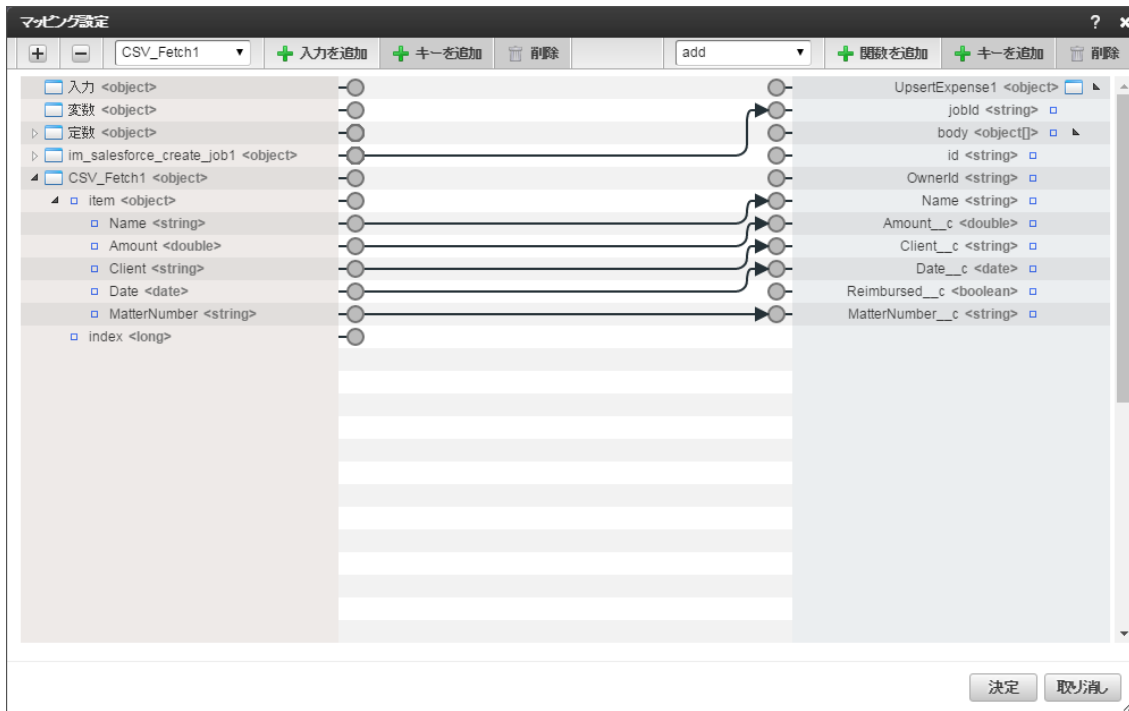 マッピング設定 ? ×
CSV_Fetch1 入力を追加 キーを追加 削除 add 関数を追加 キーを追加 削除
入力 <object> UpsertExpense1 <object>
変数 <object> jobId <string>
定数 <object> body <object[]>
im_salesforce_create_job1 <object> id <string>
CSV_Fetch1 <object> OwnerId <string>
item <object> Name <string>
Name <string> Amount__c <double>
Amount <double> Client__c <string>
Client <string> Date__c <date>
Date <date> Reimbursed__c <boolean>
MatterNumber <string> MatterNumber__c <string>
index <long>
決定 取り消し